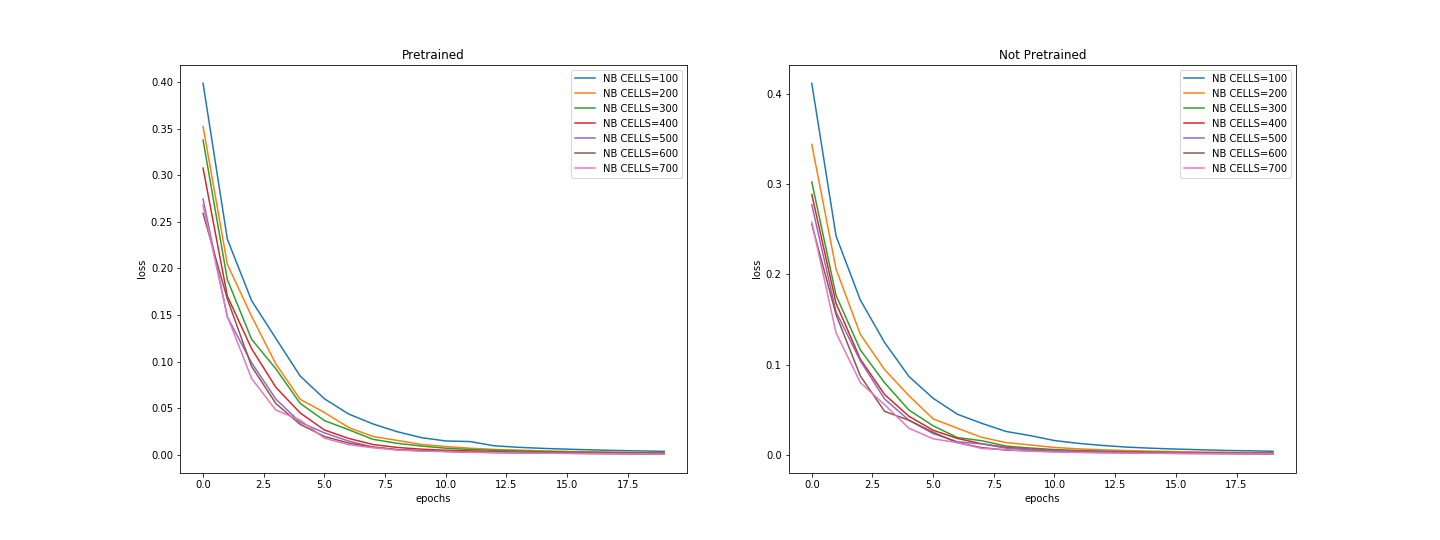 Pretrained
0.40
0.35
0.30
0.25
0.20
0.15
0.10
0.05
0.00
loss
NB CELLS=100
NB CELLS=200
NB CELLS=300
NB CELLS=400
NB CELLS=500
NB CELLS=600
NB CELLS=700
0.0 2.5 5.0 7.5 10.0 12.5 15.0 17.5
epochs
Not Pretrained
0.4
0.3
0.2
0.1
0.0
loss
NB CELLS=100
NB CELLS=200
NB CELLS=300
NB CELLS=400
NB CELLS=500
NB CELLS=600
NB CELLS=700
0.0 2.5 5.0 7.5 10.0 12.5 15.0 17.5
epochs